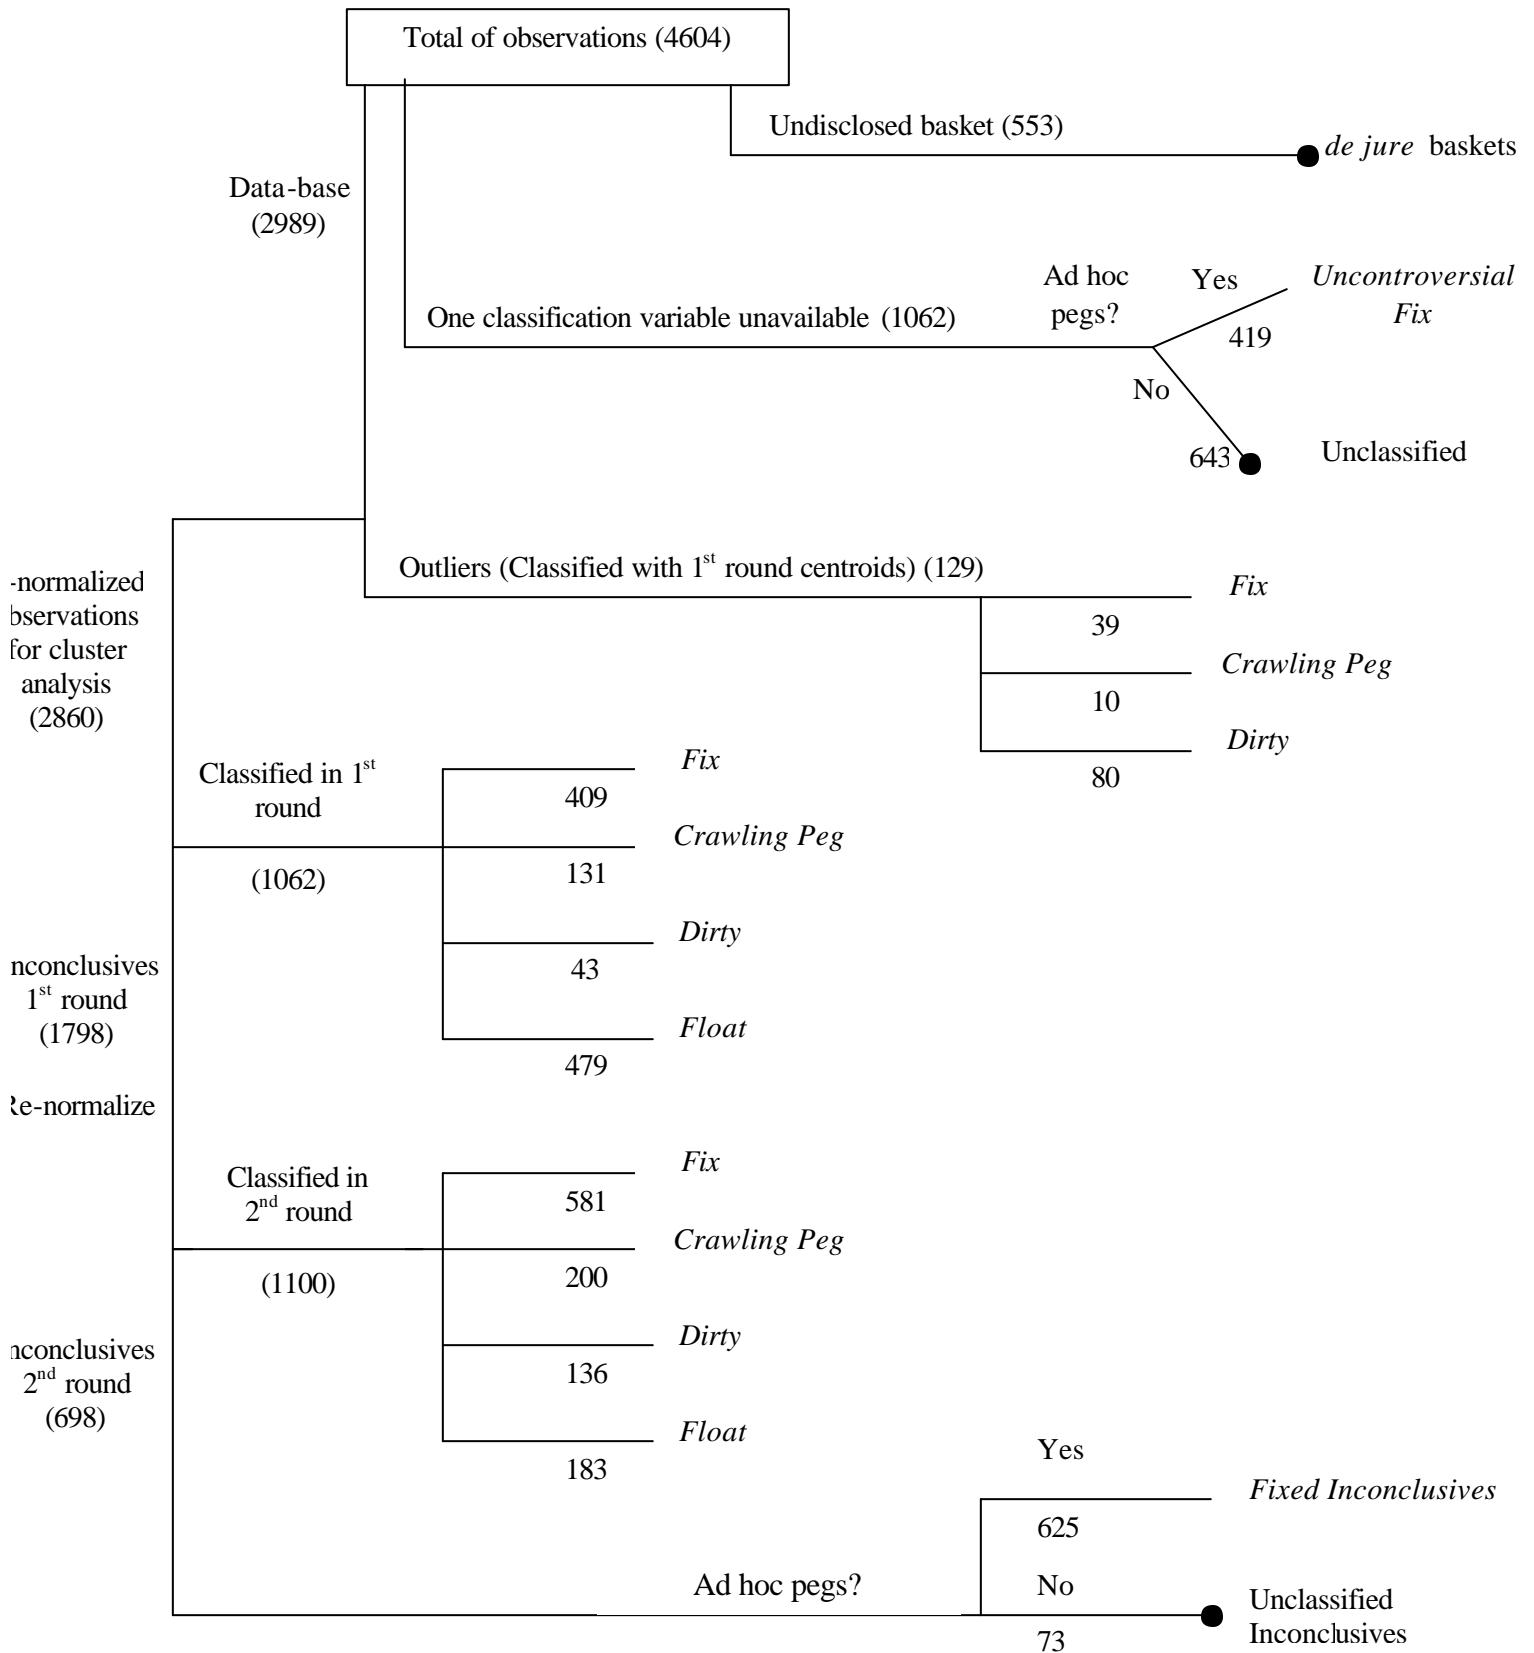 Total of observations (4604)
Undisclosed basket (553)
de jure baskets
Data-base
(2989)
Ad hoc
pegs?
Yes
Uncontroversial
Fix
One classification variable unavailable (1062)
419
No
643
Unclassified
Outliers (Classified with 1st round centroids) (129)
Fix
39
Crawling Peg
10
Dirty
80
-normalized
bservations
for cluster
analysis
(2860)
Classified in 1st
round
(1062)
Fix
409
Crawling Peg
131
Dirty
43
Float
479
nconclusives
1st round
(1798)
Re-normalize
Classified in
2nd round
(1100)
Fix
581
Crawling Peg
200
Dirty
136
Float
183
nconclusives
2nd round
(698)
Ad hoc pegs?
Yes
Fixed Inconclusives
625
No
Unclassified
Inconclusives
73